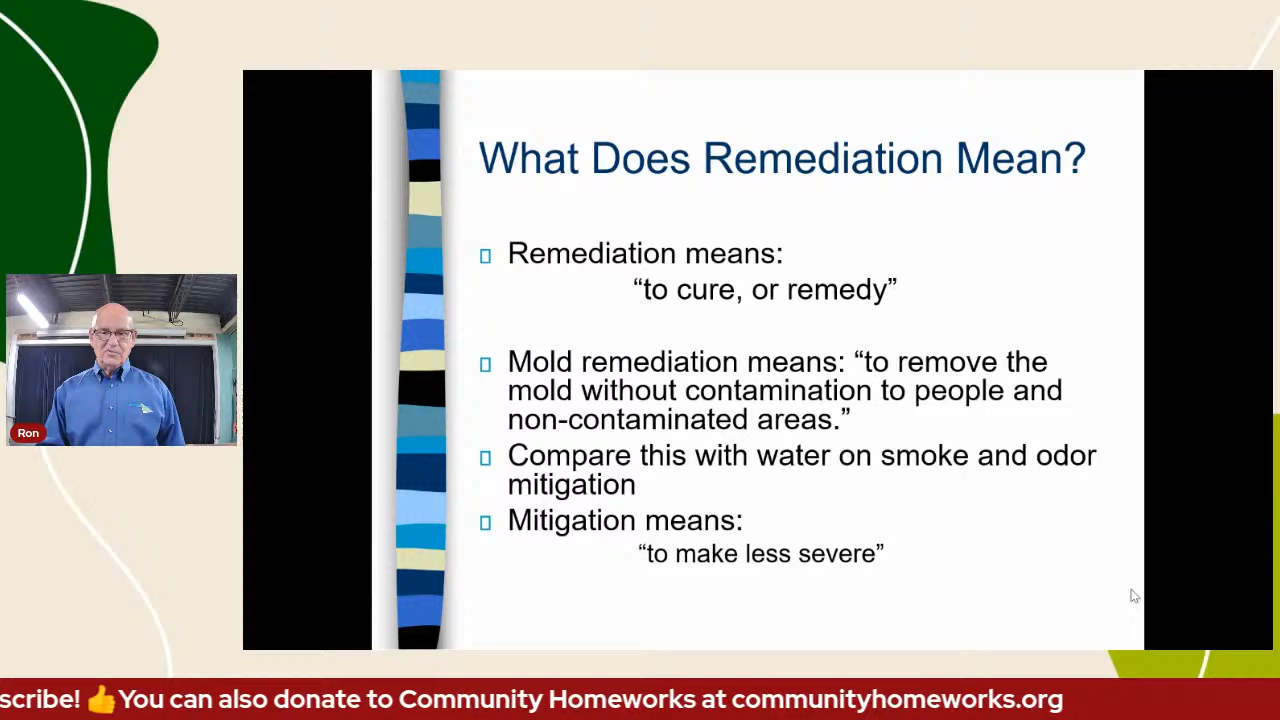 What Does Remediation Mean?
Remediation means:
“to cure, or remedy”
Mold remediation means: “to remove the
mold without contamination to people and
non-contaminated areas.”
Compare this with water on smoke and odor
mitigation
Mitigation means:
“to make less severe”
Ron
scribe! 👍You can also donate to Community Homeworks at communityhomeworks.org